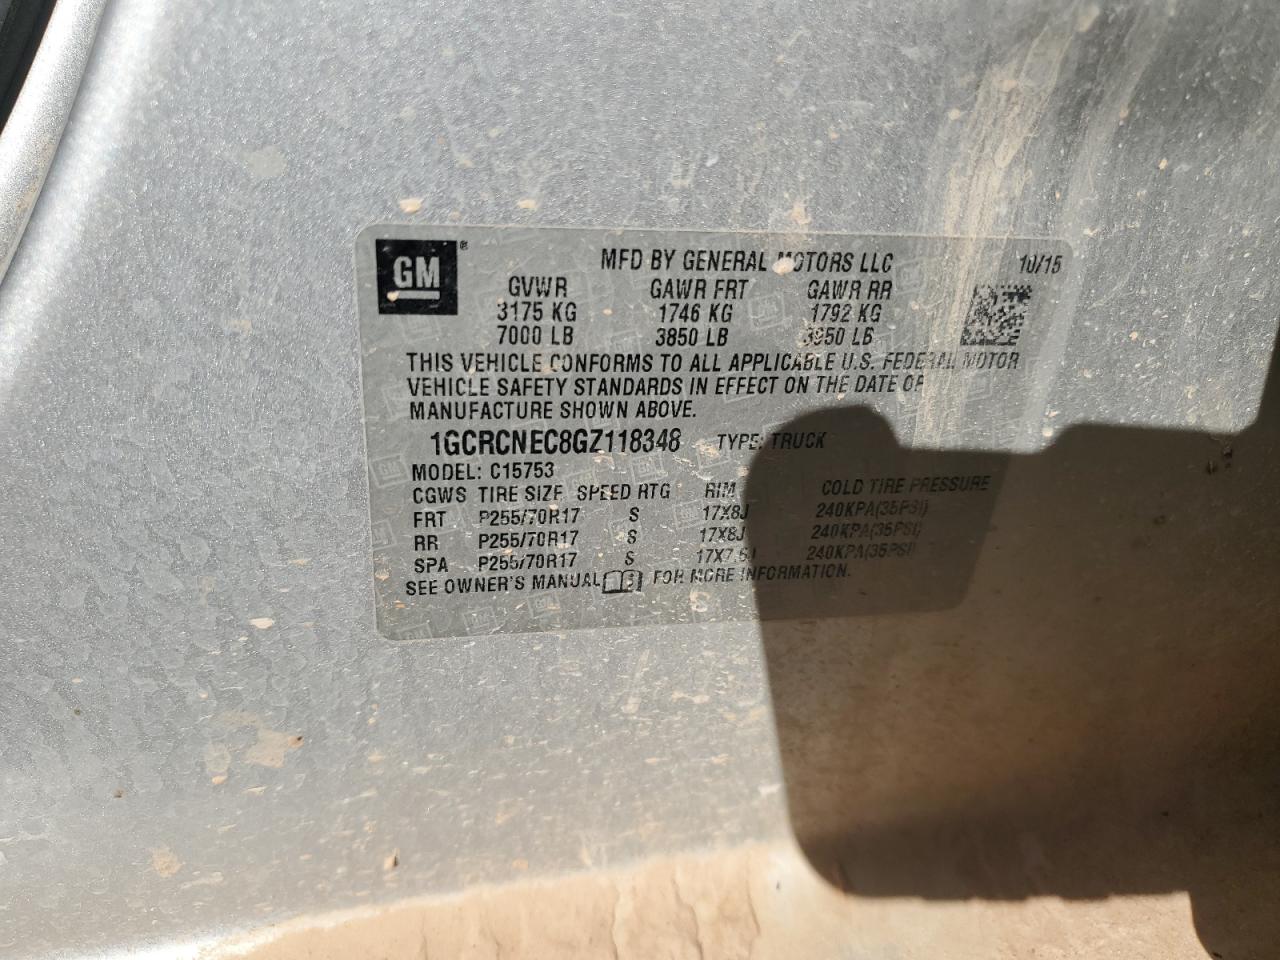 GM ®
MFD BY GENERAL MOTORS LLC 10/15
GVWR GAWR FRT GAWR RR
3175 KG 1746 KG 1792 KG
7000 LB 3850 LB 3950 LB
THIS VEHICLE CONFORMS TO ALL APPLICABLE U.S. FEDERAL MOTOR
VEHICLE SAFETY STANDARDS IN EFFECT ON THE DATE OF
MANUFACTURE SHOWN ABOVE.
1GCRCNEC8GZ118348 TYPE: TRUCK
MODEL: C15753
CGWS TIRE SIZE SPEED RTG RIM COLD TIRE PRESSURE
FRT P255/70R17 S 17X8J 240KPA(35PSI)
RR P255/70R17 S 17X8J 240KPA(35PSI)
SPA P255/70R17 S 240KPA(35PSI)
SEE OWNER'S MANUAL FOR MORE INFORMATION.